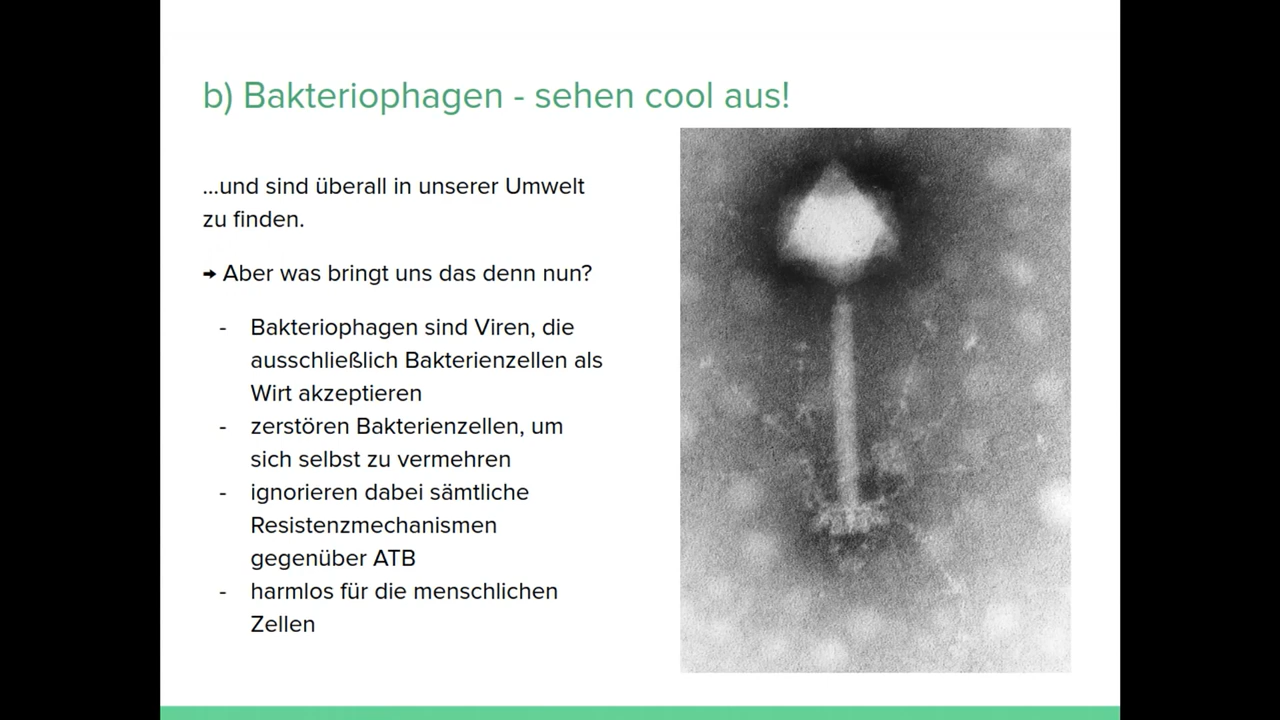 b) Bakteriophagen - sehen cool aus!
...und sind überall in unserer Umwelt
zu finden.
➜ Aber was bringt uns das denn nun?
- Bakteriophagen sind Viren, die
ausschließlich Bakterienzellen als
Wirt akzeptieren
- zerstören Bakterienzellen, um
sich selbst zu vermehren
- ignorieren dabei sämtliche
Resistenzmechanismen
gegenüber ATB
- harmlos für die menschlichen
Zellen